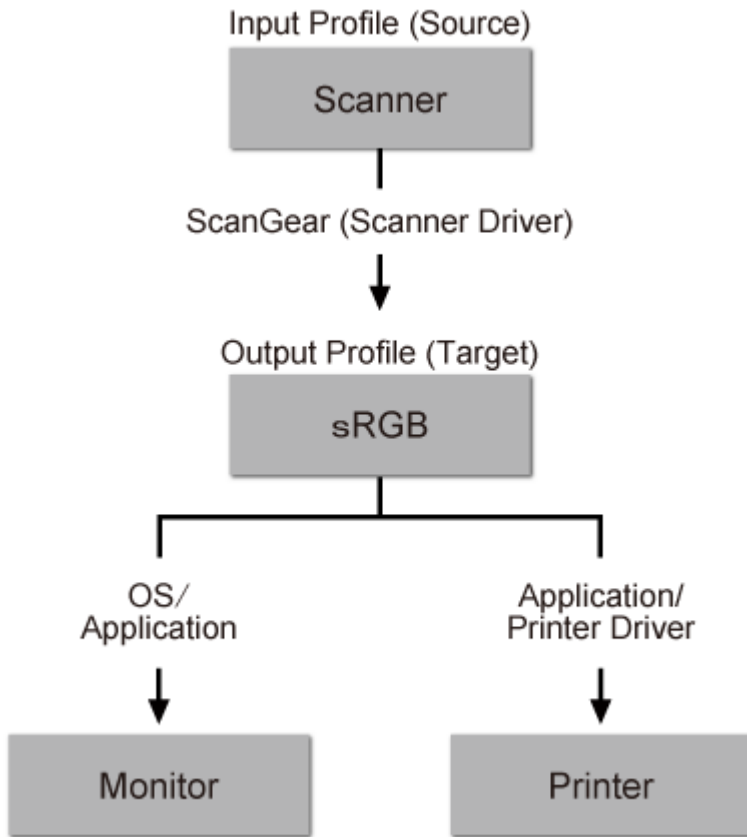 Input Profile (Source)
Scanner
ScanGear (Scanner Driver)
Output Profile (Target)
sRGB
OS/
Application
Application/
Printer Driver
Monitor
Printer